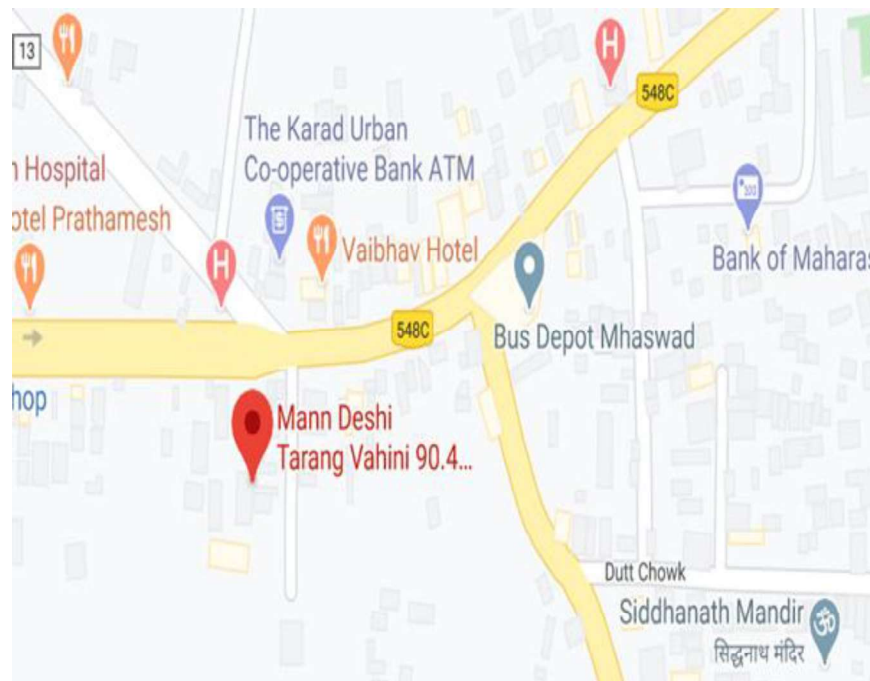 13
548C
The Karad Urban
Co-operative Bank ATM
n Hospital
otel Prathamesh
Vaibhav Hotel
Bank of Maharas
548C
Bus Depot Mhaswad
hop
Mann Deshi
Tarang Vahini 90.4...
Dutt Chowk
Siddhanath Mandir
सिद्धनाथ मंदिर